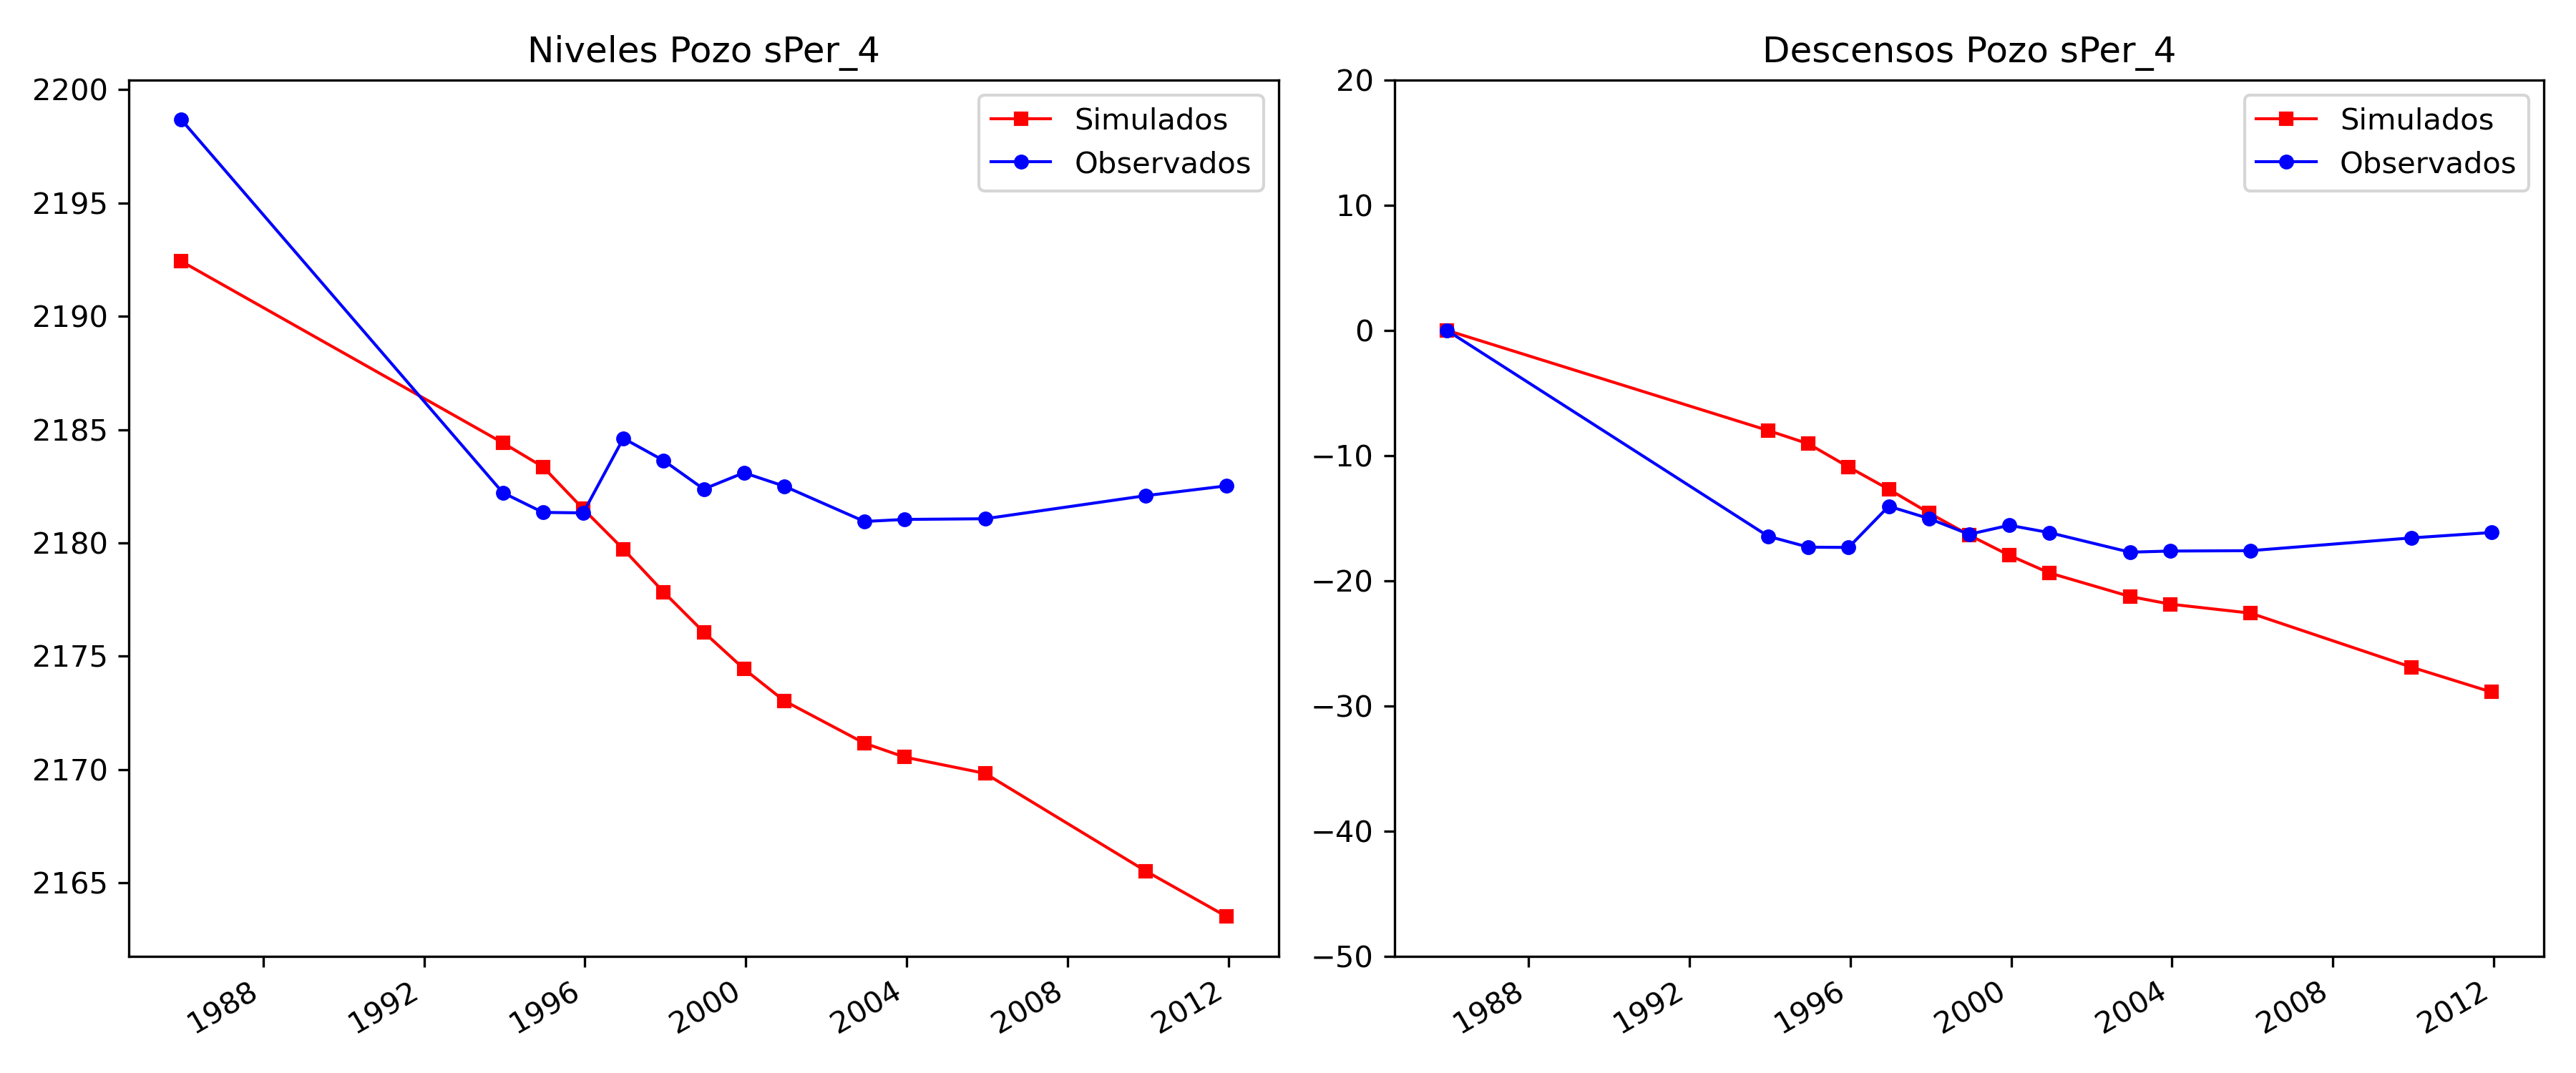 Niveles Pozo sPer_4
2200
2195
2190
2185
2180
2175
2170
2165
1988 1992 1996 2000 2004 2008 2012
Simulados
Observados
Descensos Pozo sPer_4
20
10
0
−10
−20
−30
−40
−50
1988 1992 1996 2000 2004 2008 2012
Simulados
Observados